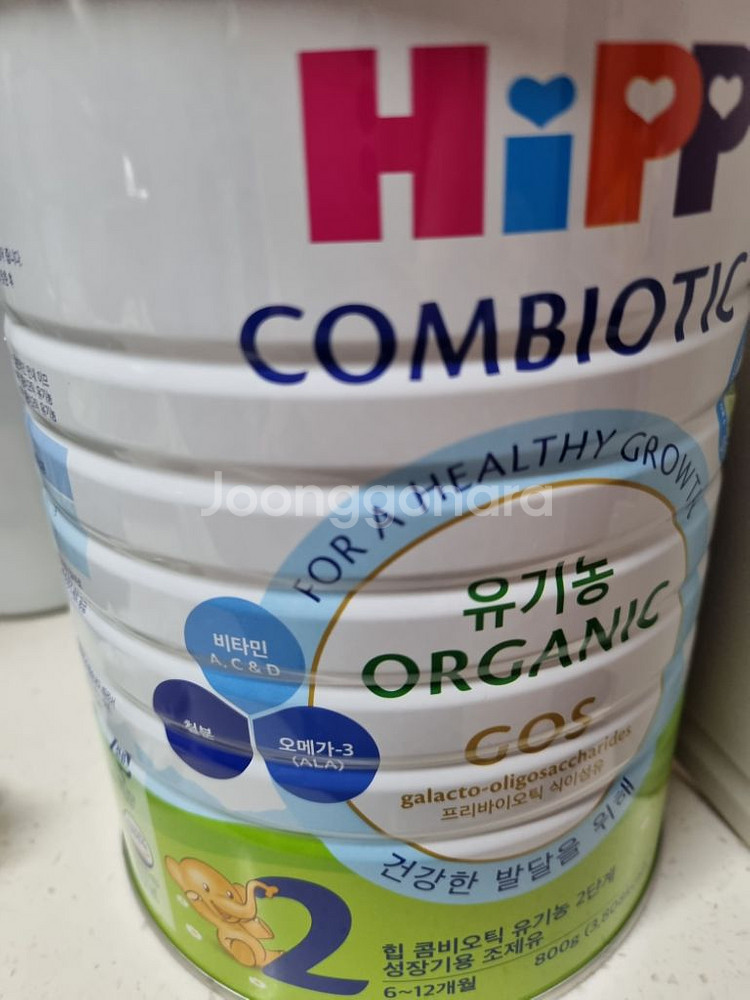 HiPP
COMBIOTIC
FOR A HEALTHY GROWTH
Joonggonara
유기농
ORGANIC
비타민
A, C & D
철분
오메가-3
(ALA)
GOS
galacto-oligosaccharides
프리바이오틱 식이섬유
건강한 발달을 위해
2
힙 콤비오틱 유기농 2단계
성장기용 조제유 800g
6~12개월